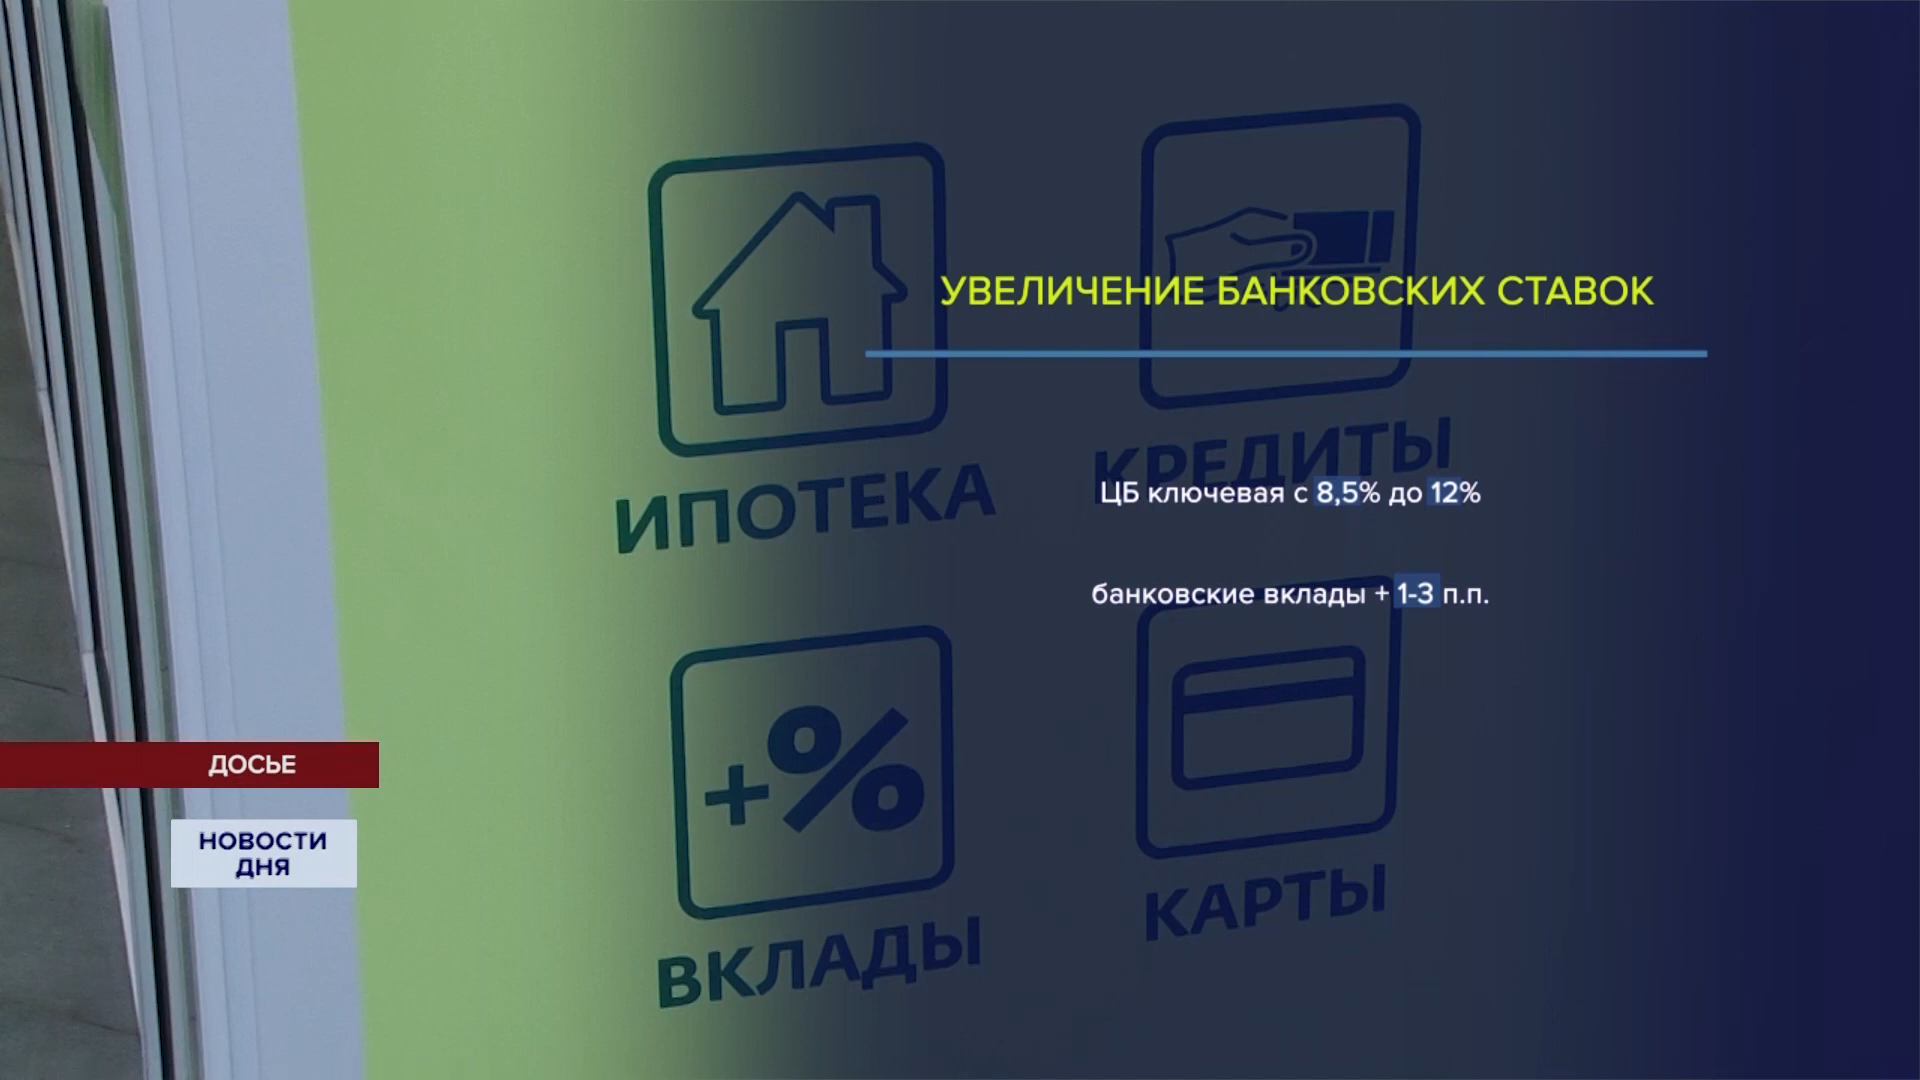 УВЕЛИЧЕНИЕ БАНКОВСКИХ СТАВОК
ИПОТЕКА
КРЕДИТЫ
ЦБ ключевая с 8,5% до 12%
банковские вклады + 1-3 п.п.
+%
ВКЛАДЫ
КАРТЫ
ДОСЬЕ
НОВОСТИ
ДНЯ